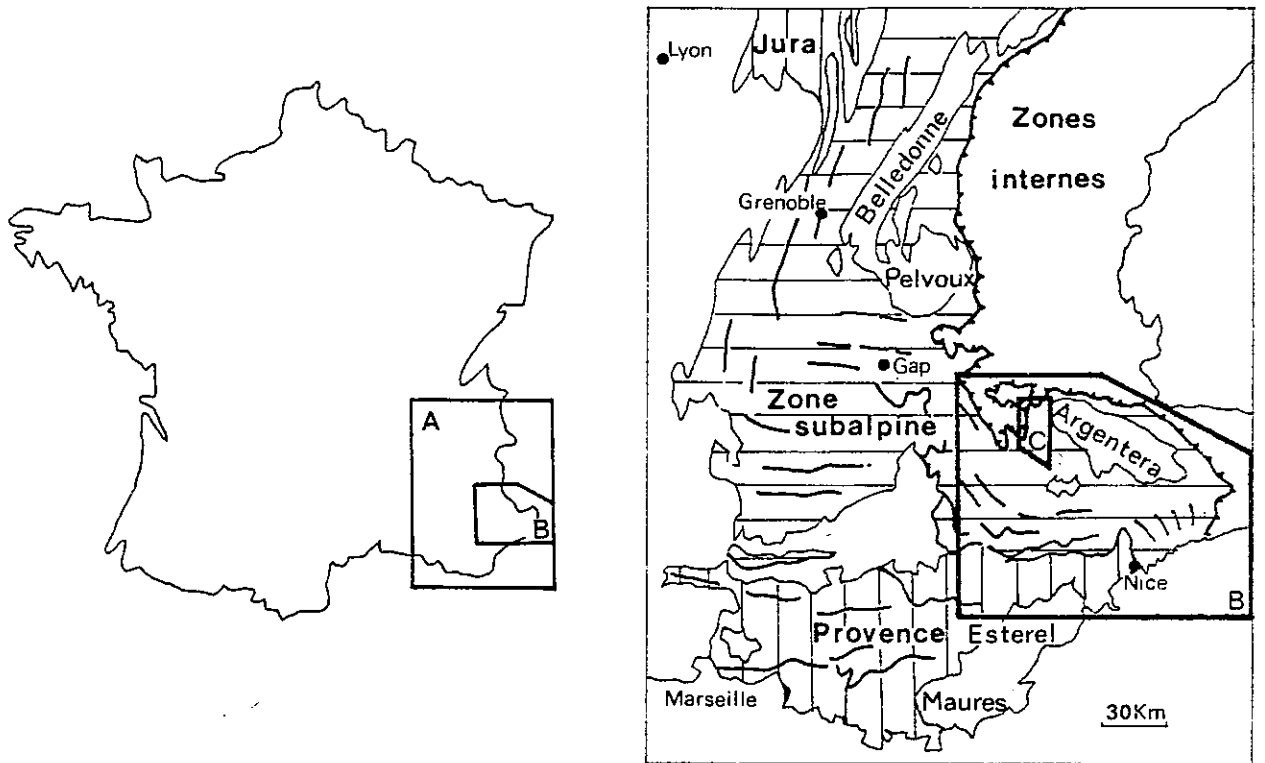 A
B
Lyon
Jura
Zones
internes
Belledonne
Grenoble
Pelvoux
Gap
Zone
subalpine
C
Argentera
Nice
B
Provence
Esterel
Marseille
Maures
30Km